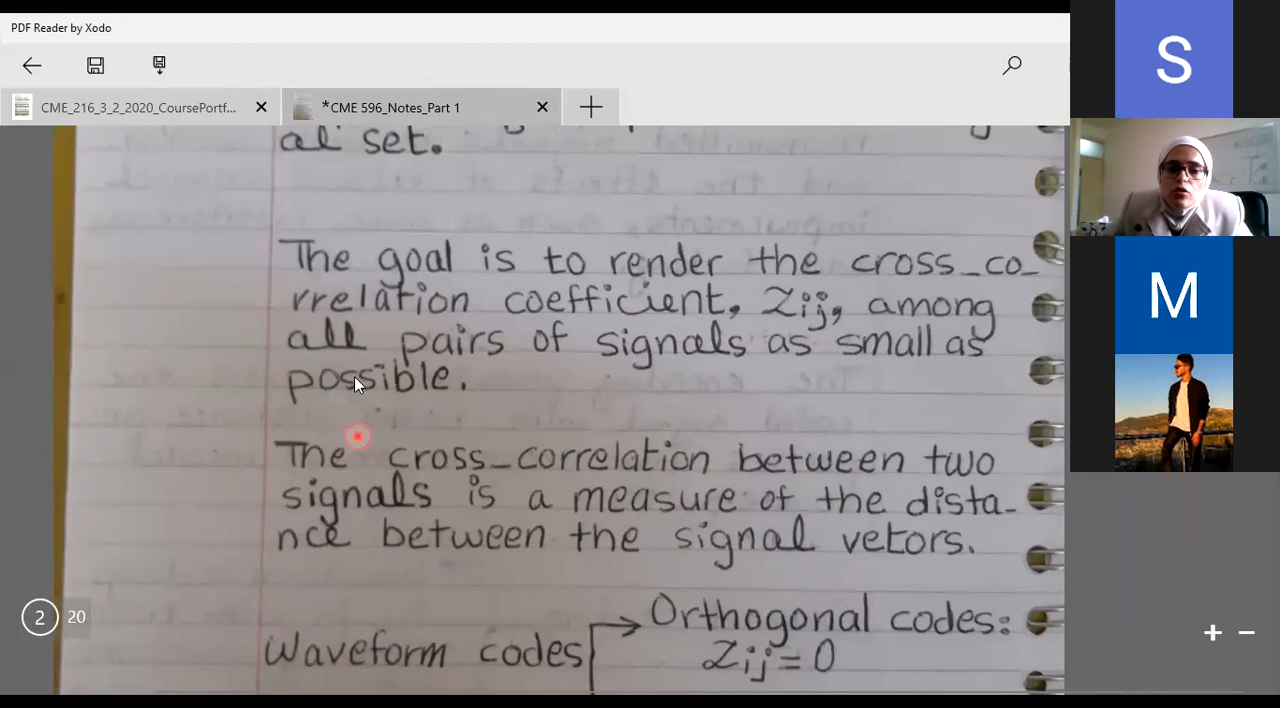 PDF Reader by Xodo
CME_216_3_2_2020_CoursePortf...
*CME 596_Notes_Part 1
al set.
The goal is to render the cross_co_
rrelation coefficient, Zij, among
all pairs of signals as small as
possible.
The cross_correlation between two
signals is a measure of the dista_
nce between the signal vetors.
Orthogonal codes:
Waveform codes
Zij = 0
2 20
S
M